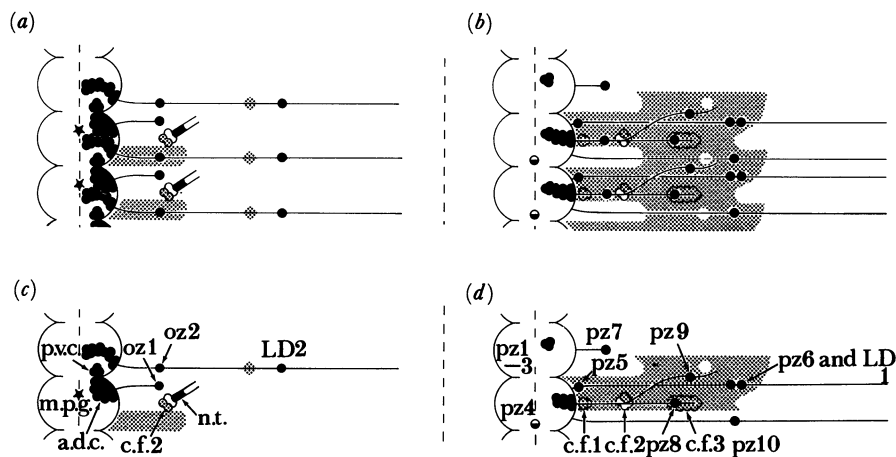 (a)
(b)
(c)
p.v.c.
oz1
oz2
LD2
m.p.g.
a.d.c.
c.f.2
n.t.
(d)
pz7
pz9
pz1
-3
pz5
pz6 and LD
1
pz4
c.f.1
c.f.2
pz8
c.f.3
pz10